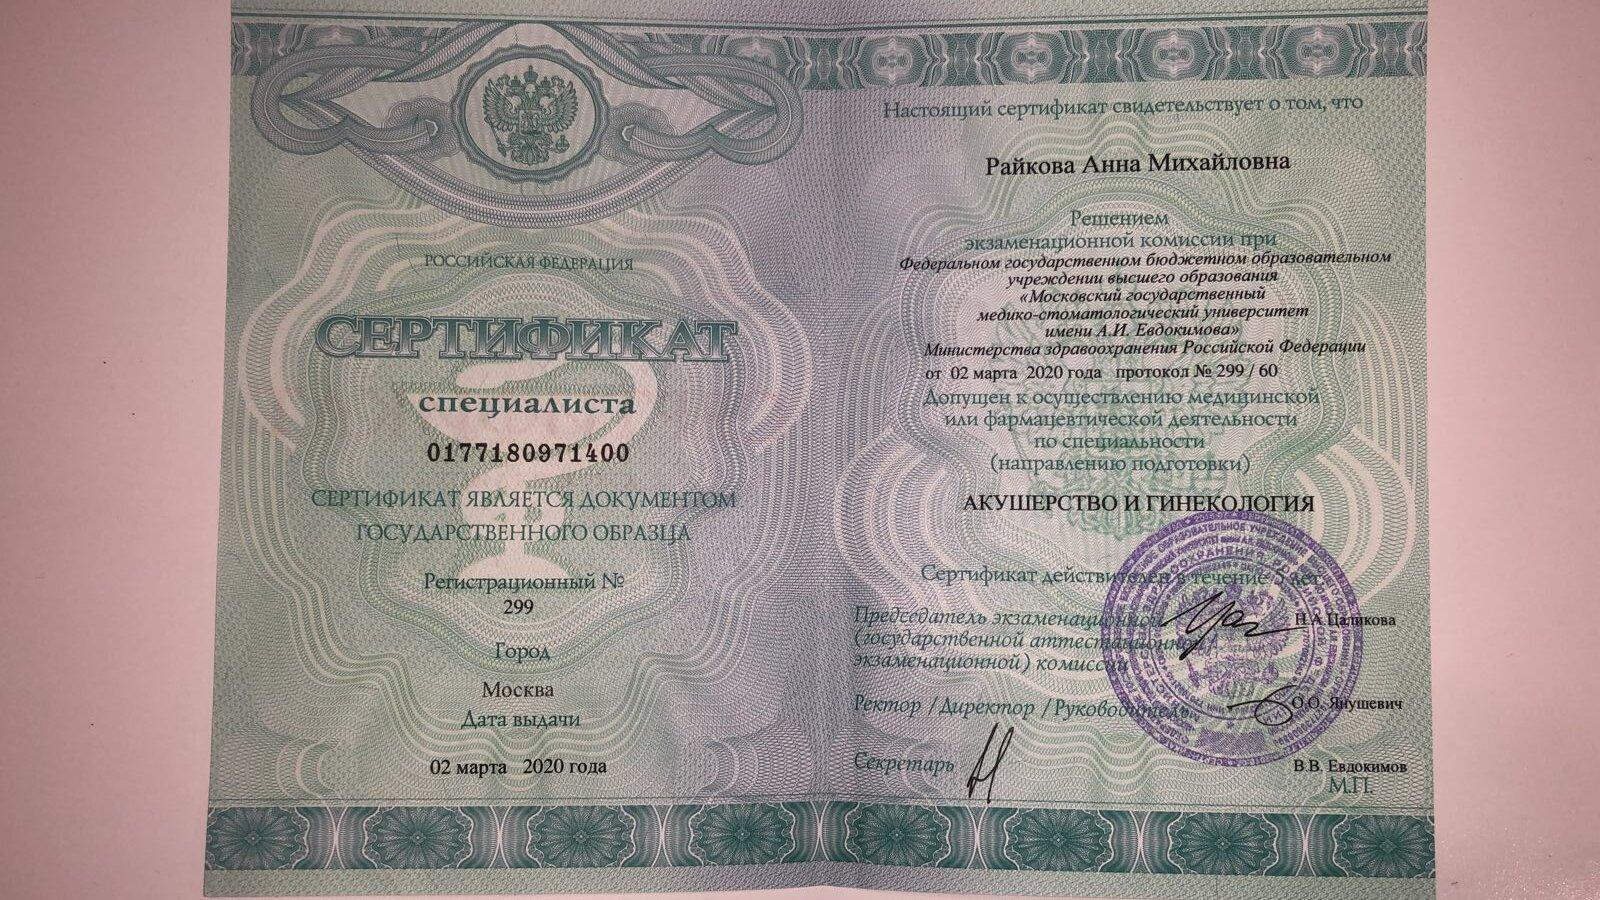 РОССИЙСКАЯ ФЕДЕРАЦИЯ
СЕРТИФИКАТ
специалиста
0177180971400
СЕРТИФИКАТ ЯВЛЯЕТСЯ ДОКУМЕНТОМ
ГОСУДАРСТВЕННОГО ОБРАЗЦА
Регистрационный №
299
Город
Москва
Дата выдачи
02 марта 2020 года
Настоящий сертификат свидетельствует о том, что
Райкова Анна Михайловна
Решением
экзаменационной комиссии при
Федеральном государственном бюджетном образовательном
учреждении высшего образования
«Московский государственный
медико-стоматологический университет
имени А.И. Евдокимова»
Министерства здравоохранения Российской Федерации
от 02 марта 2020 года протокол № 299 / 60
Допущен к осуществлению медицинской
или фармацевтической деятельности
по специальности
(направлению подготовки)
АКУШЕРСТВО И ГИНЕКОЛОГИЯ
Сертификат действителен в течение 5 лет.
Председатель экзаменационной
(государственной аттестационной
экзаменационной) комиссии
Н.А.Цаликова
Ректор /Директор /Руководитель
О.О. Янушевич
Секретарь
В.В. Евдокимов
М.П.